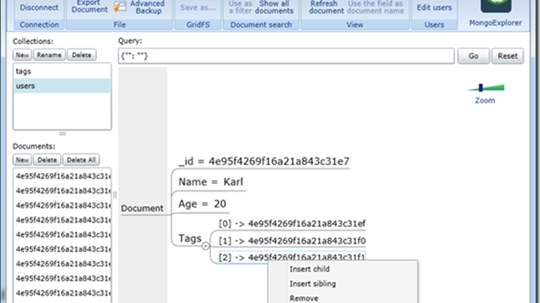 Disconnect
Export Document
Advanced Backup
Save as...
Use as a filter
Show all documents
Refresh document
Use the field as document name
Edit users
Connection
File
GridFS
Document search
View
Users
MongoExplorer
Collections:
New Rename Delete
tags
users
Query:
{"": ""}
Go
Reset
Zoom
Documents:
New Delete Delete All
4e95f4269f16a21a843c31e
4e95f4269f16a21a843c31e
4e95f4269f16a21a843c31e
4e95f4269f16a21a843c31e
4e95f4269f16a21a843c31e
4e95f4269f16a21a843c31e
4e95f4269f16a21a843c31e
4e95f4269f16a21a843c31e
4e95f4269f16a21a843c31e
Document
_id = 4e95f4269f16a21a843c31e7
Name = Karl
Age = 20
Tags
[0] -> 4e95f4269f16a21a843c31ef
[1] -> 4e95f4269f16a21a843c31f0
[2] -> 4e95f4269f16a21a843c31f1
Insert child
Insert sibling
Remove